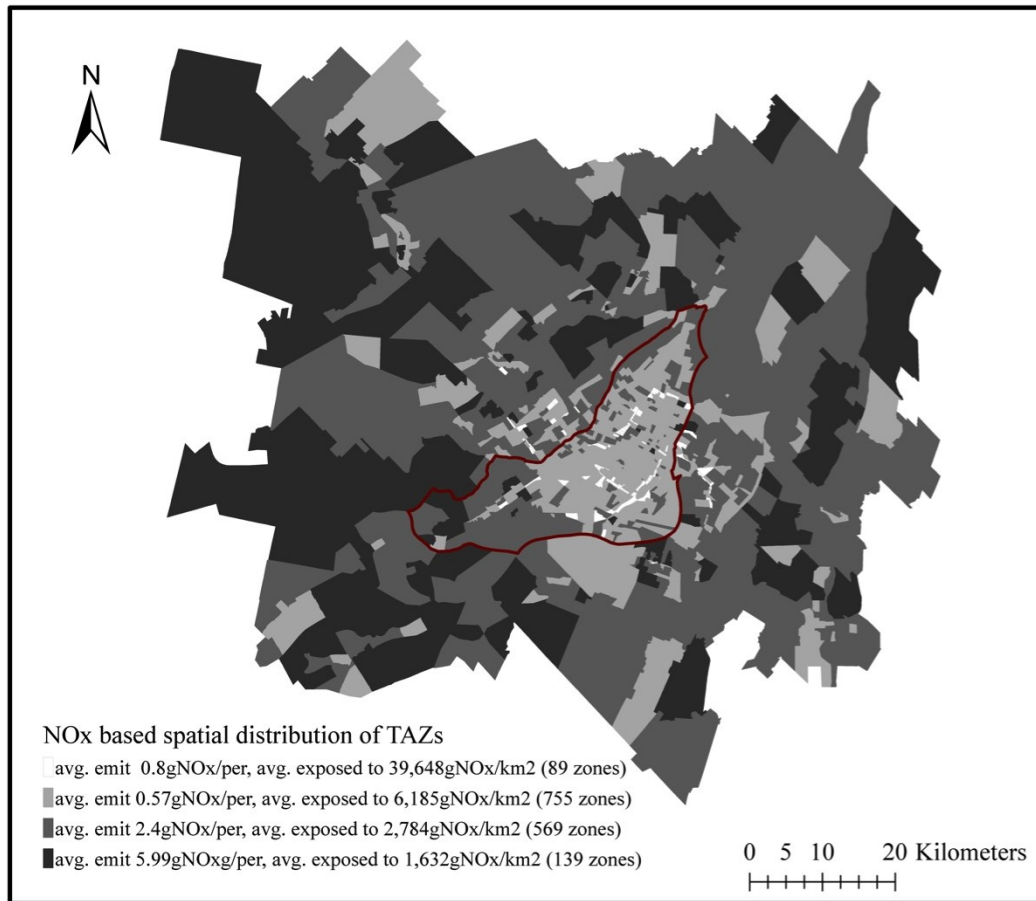 N
NOx based spatial distribution of TAZs
avg. emit 0.8gNOx/per, avg. exposed to 39,648gNOx/km2 (89 zones)
avg. emit 0.57gNOx/per, avg. exposed to 6,185gNOx/km2 (755 zones)
avg. emit 2.4gNOx/per, avg. exposed to 2,784gNOx/km2 (569 zones)
avg. emit 5.99gNOxg/per, avg. exposed to 1,632gNOx/km2 (139 zones)
0 5 10 20 Kilometers